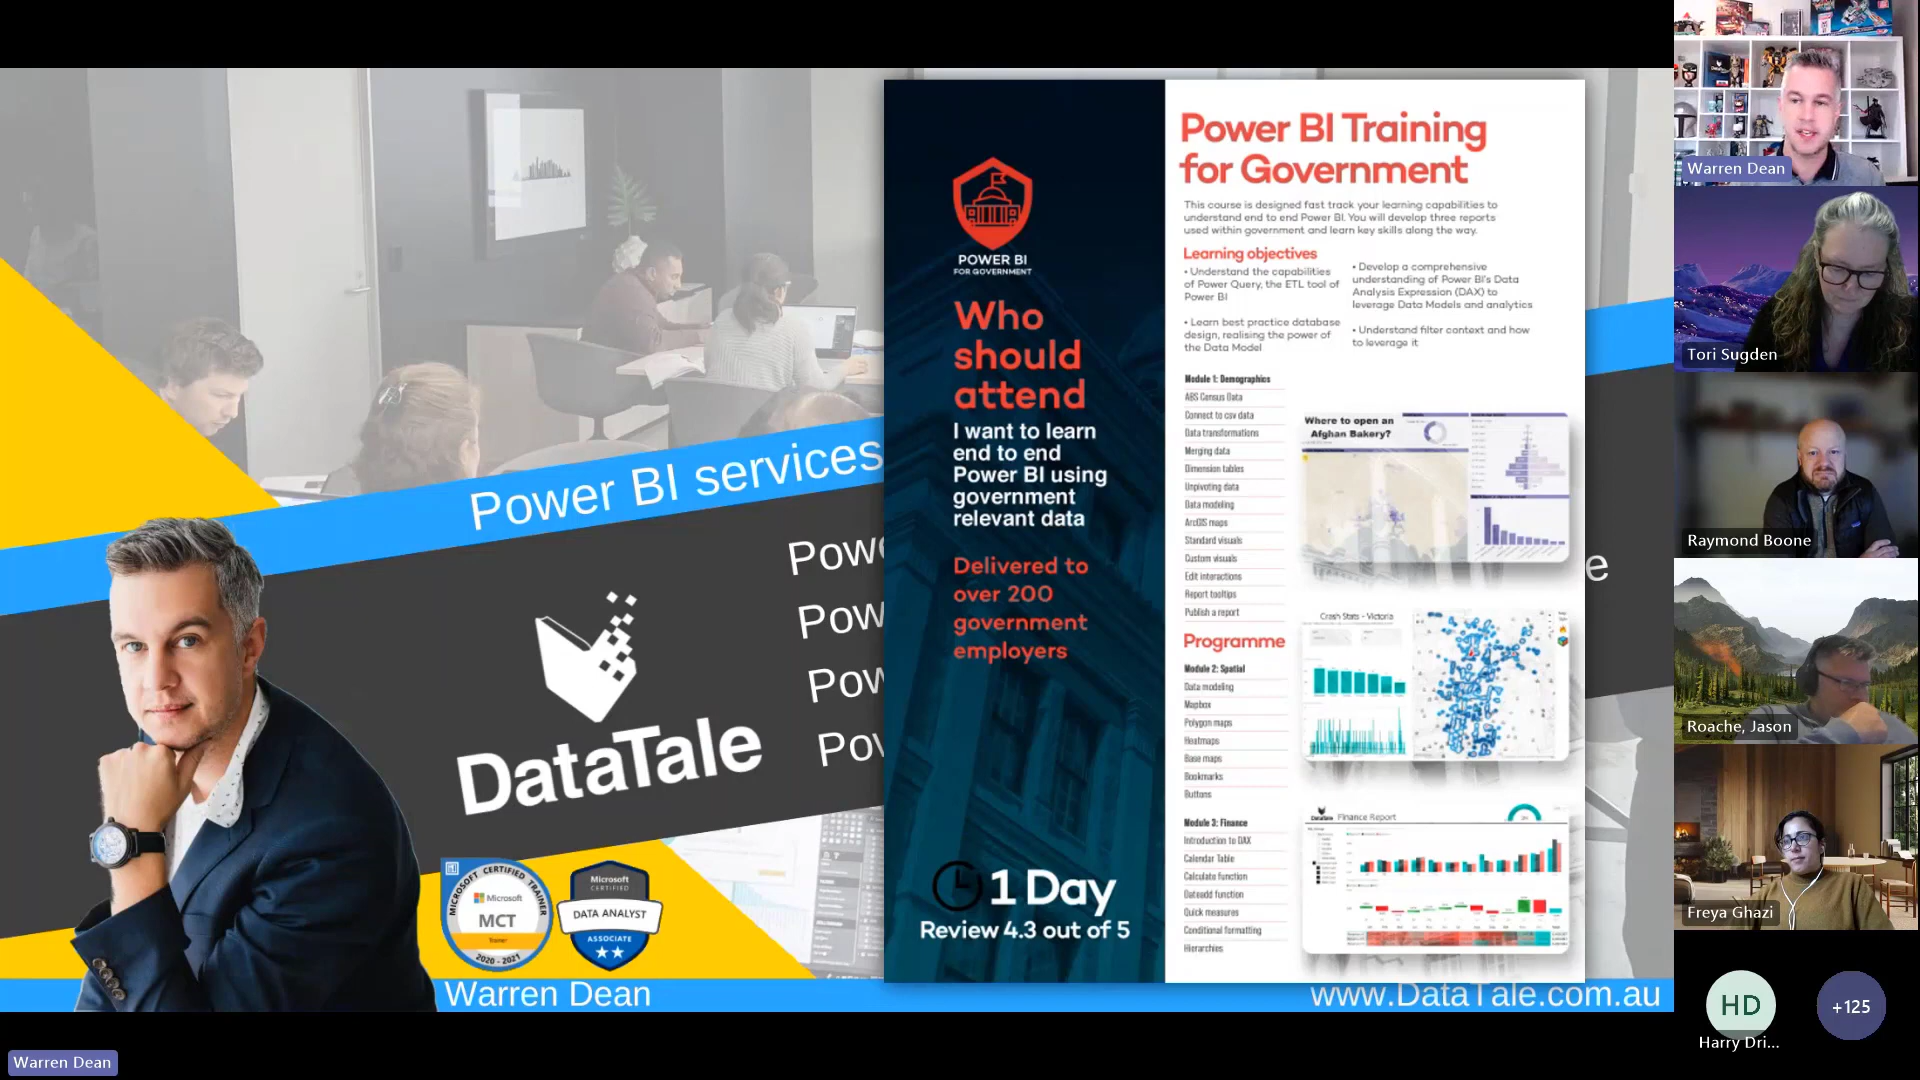 Power BI services
Powe
Pow
Pow
Pov
e
DataTale
MICROSOFT CERTIFIED TRAINER
Microsoft
MCT
Trainer
2020 - 2021
Microsoft
CERTIFIED
DATA ANALYST
ASSOCIATE
Warren Dean
www.DataTale.com.au
POWER BI
FOR GOVERNMENT
Who
should
attend
I want to learn
end to end
Power BI using
government
relevant data
Delivered to
over 200
government
employers
1 Day
Review 4.3 out of 5
Power BI Training
for Government
This course is designed fast track your learning capabilities to
understand end to end Power BI. You will develop three reports
used within government and learn key skills along the way.
Learning objectives
• Understand the capabilities
of Power Query, the ETL tool of
Power BI
• Learn best practice database
design, realising the power of
the Data Model
• Develop a comprehensive
understanding of Power BI's Data
Analysis Expression (DAX) to
leverage Data Models and analytics
• Understand filter context and how
to leverage it
Module 1: Demographics
ABS Census Data
Connect to csv data
Data transformations
Merging data
Dimension tables
Unpivoting data
Data modeling
ArcGIS maps
Standard visuals
Custom visuals
Edit interactions
Report tooltips
Publish a report
Programme
Module 2: Spatial
Data modeling
Mapbox
Polygon maps
Heatmaps
Base maps
Bookmarks
Buttons
Module 3: Finance
Introduction to DAX
Calendar Table
Calculate function
Dateadd function
Quick measures
Conditional formatting
Hierarchies
Where to open an
Afghan Bakery?
Crash Stats - Victoria
DataTale
Finance Report
Warren Dean
Tori Sugden
Raymond Boone
Roache, Jason
Freya Ghazi
HD
Harry Dri...
+125
Warren Dean